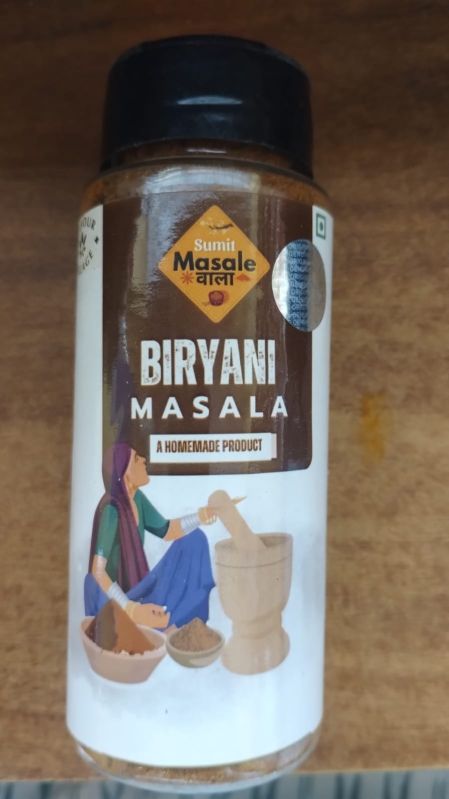 Sumit
Masale
वाला
BIRYANI
MASALA
A HOMEMADE PRODUCT